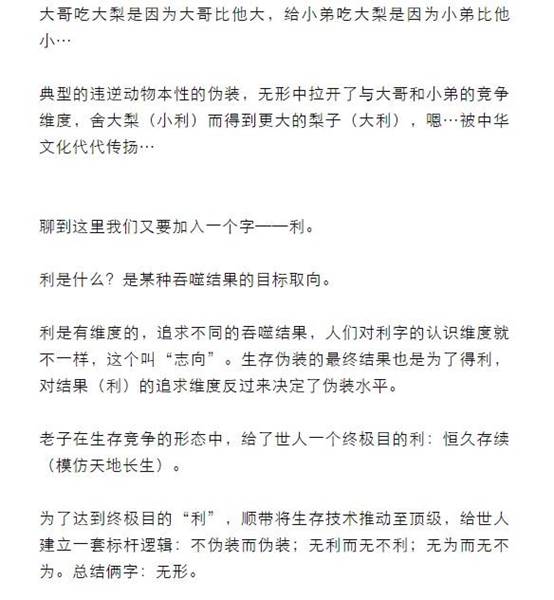 大哥吃大梨是因为大哥比他大，给小弟吃大梨是因为小弟比他
小…
典型的违逆动物本性的伪装，无形中拉开了与大哥和小弟的竞争
维度，舍大梨（小利）而得到更大的梨子（大利），嗯…被中华
文化代代传扬…
聊到这里我们又要加入一个字——利。
利是什么？是某种吞噬结果的目标取向。
利是有维度的，追求不同的吞噬结果，人们对利字的认识维度就
不一样，这个叫“志向”。生存伪装的最终结果也是为了得利，
对结果（利）的追求维度反过来决定了伪装水平。
老子在生存竞争的形态中，给了世人一个终极目的利：恒久存续
（模仿天地长生）。
为了达到终极目的“利”，顺带将生存技术推动至顶级，给世人
建立一套标杆逻辑：不伪装而伪装；无利而无不利；无为而无不
为。总结俩字：无形。